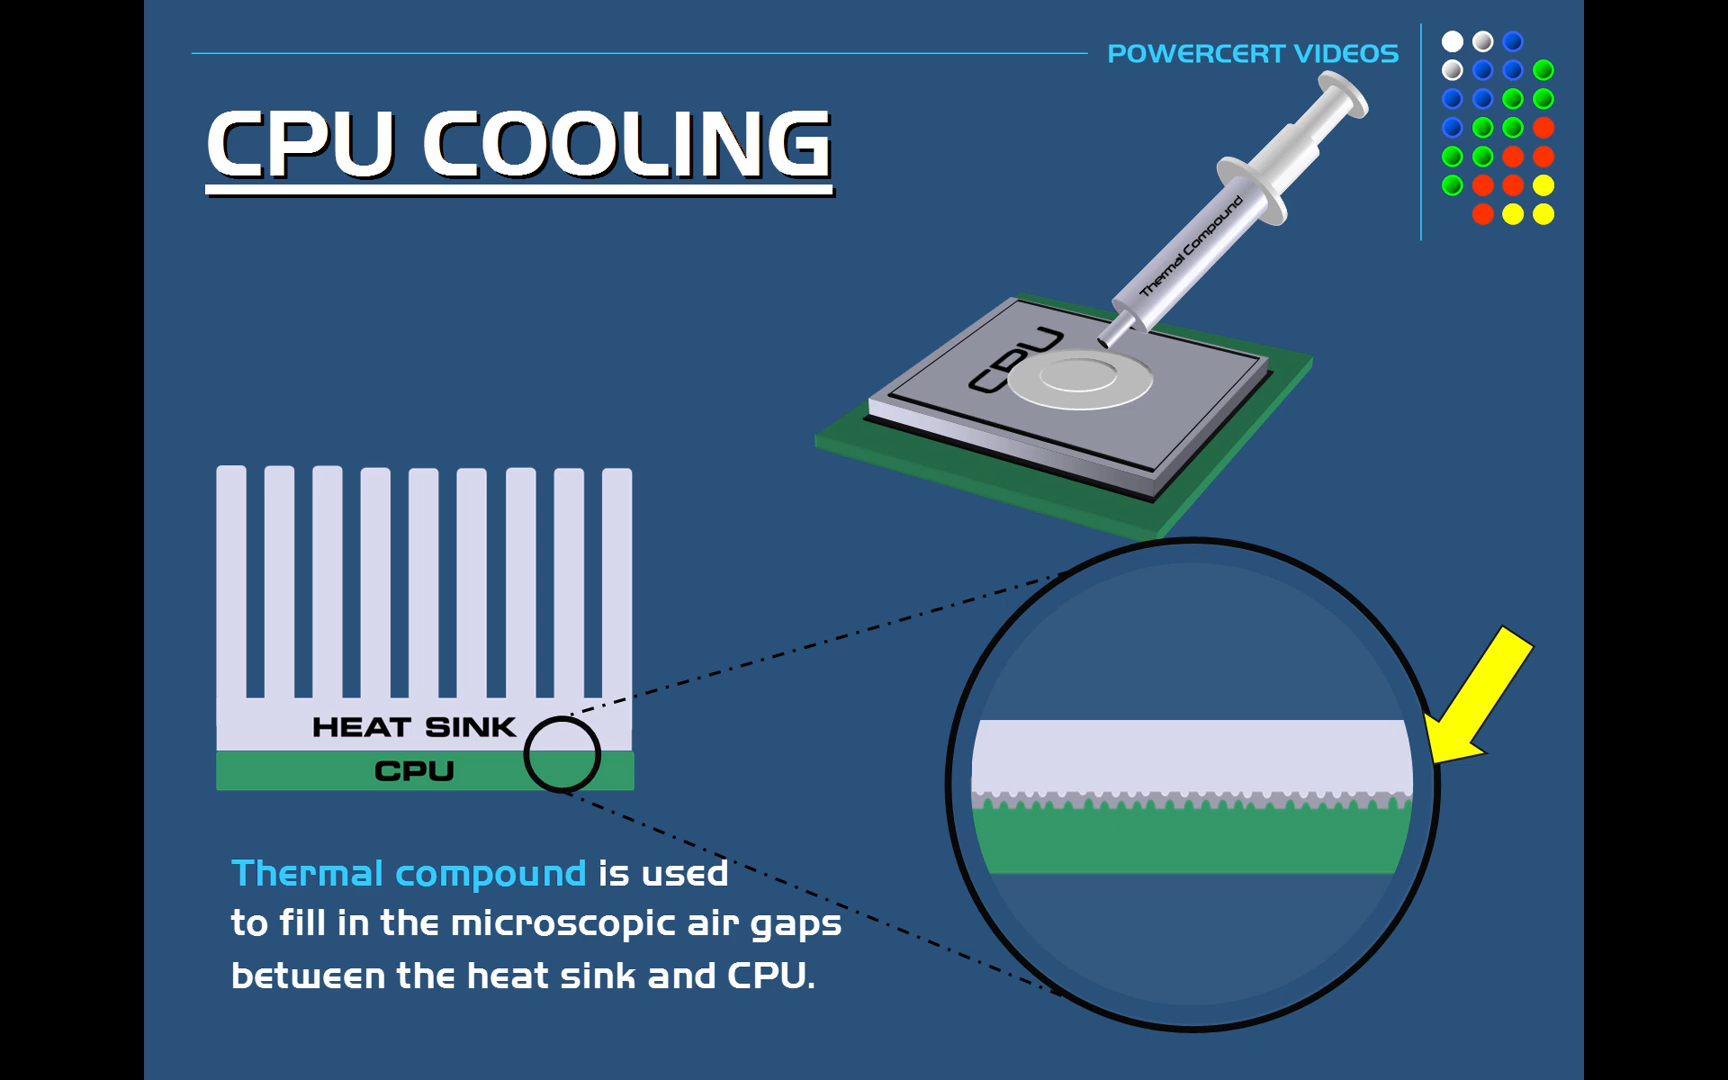 POWERCERT VIDEOS
CPU COOLING
Thermal Compound
CPU
HEAT SINK
CPU
Thermal compound is used
to fill in the microscopic air gaps
between the heat sink and CPU.